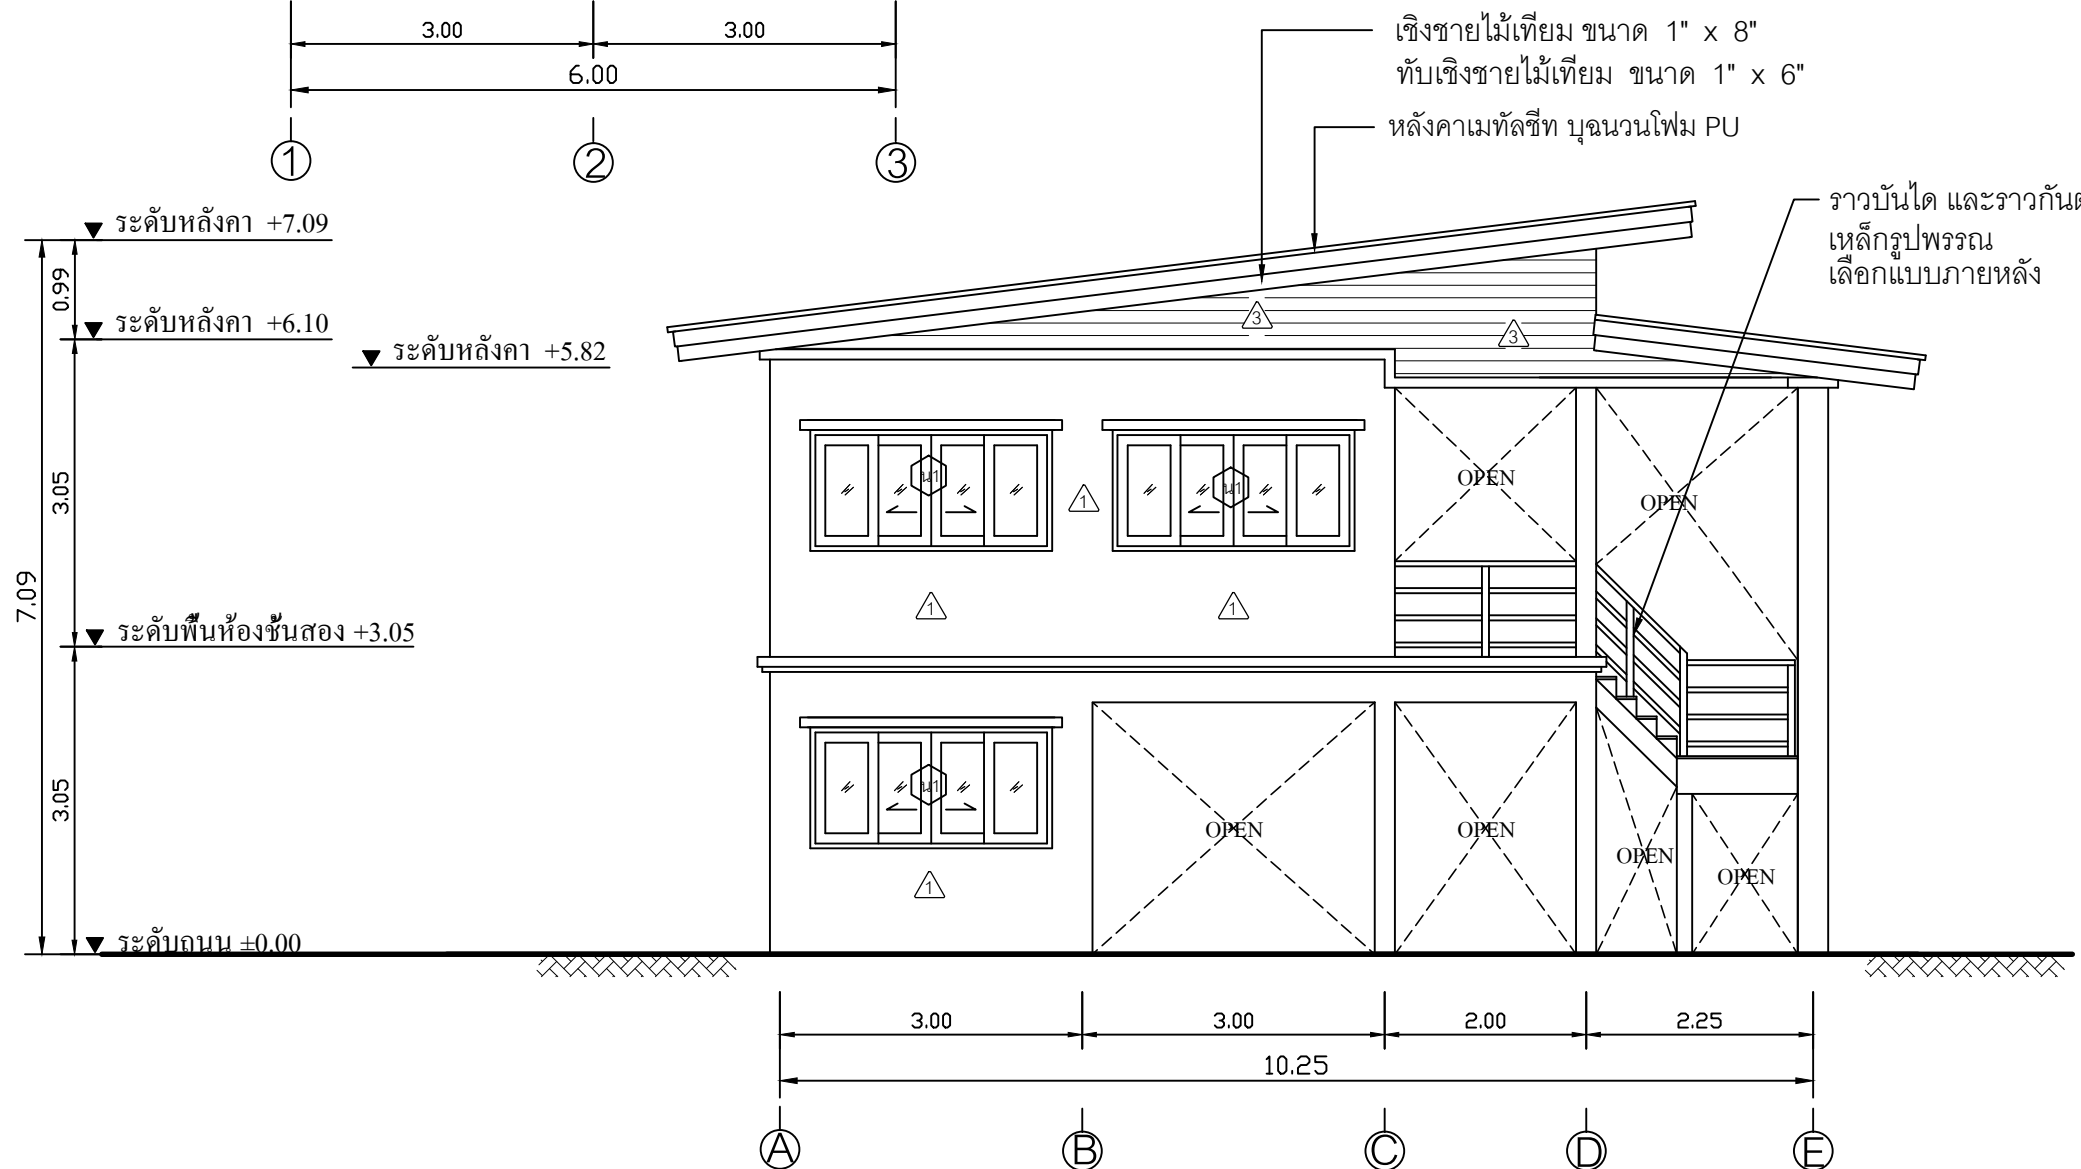 3.00 3.00
6.00
1 2 3
เชิงชายไม้เทียม ขนาด 1" x 8"
ทับเชิงชายไม้เทียม ขนาด 1" x 6"
หลังคาเมทัลชีท บุฉนวนโฟม PU
ราวบันได และราวกัน
เหล็กรูปพรรณ
เลือกแบบภายหลัง
ระดับหลังคา +7.09
0.99
ระดับหลังคา +6.10
ระดับหลังคา +5.82
3 3
3.05
น1 น1
1
OPEN OPEN
7.09
1 1
ระดับพื้นห้องชั้นสอง +3.05
3.05
น1
OPEN OPEN OPEN OPEN
1
ระดับถนน ±0.00
3.00 3.00 2.00 2.25
10.25
A B C D E